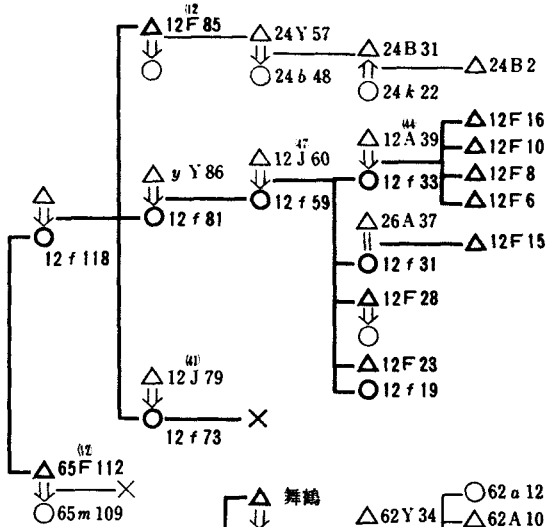 (12
12F85
24Y57
24b48
24B31
24k22
24B2
yY86
12f81
(47
12J60
12f59
(44
12A39
12f33
12F16
12F10
12F8
12F6
26A37
12f31
12F15
12F28
12F23
12f19
12f118
(41)
12J79
12f73
(12)
65F112
65m109
舞鶴
62Y34
62a12
62A10